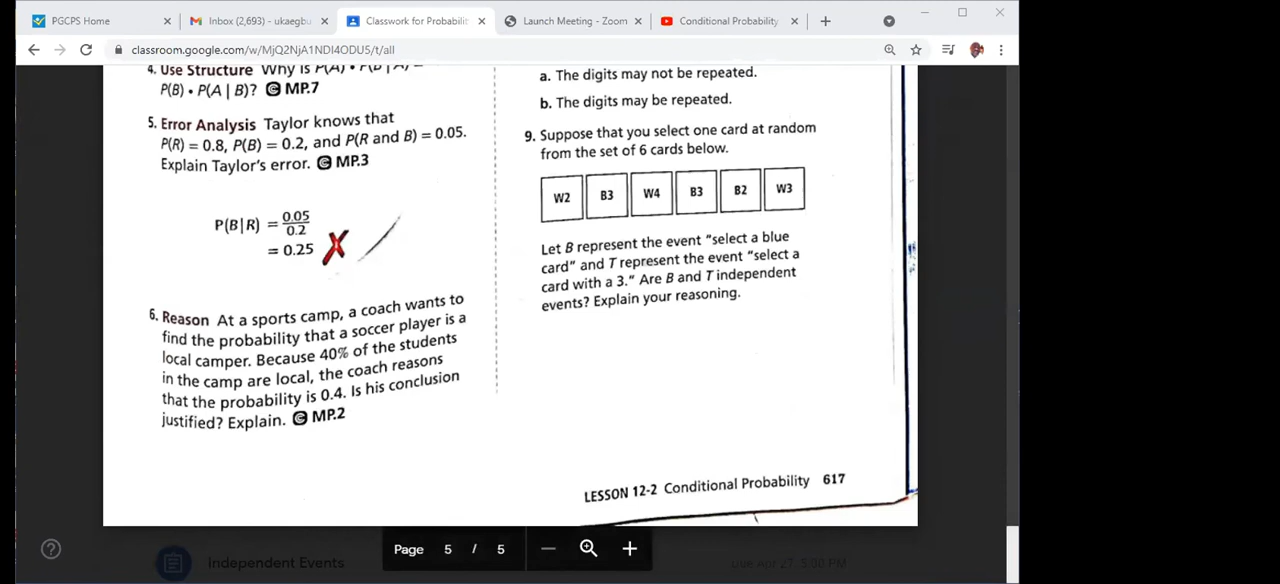 PGCPS Home
Inbox (2,693) - ukaegbu
Classwork for Probabilit
Launch Meeting - Zoom
Conditional Probability
classroom.google.com/w/MjQ2NjA1NDI4ODU5/t/all
4. Use Structure Why is P(A) • P(B | A) =
P(B) • P(A | B)? MP.7
5. Error Analysis Taylor knows that
P(R) = 0.8, P(B) = 0.2, and P(R and B) = 0.05.
Explain Taylor's error. MP.3
P(B|R) = 0.05
0.2
= 0.25 X
6. Reason At a sports camp, a coach wants to
find the probability that a soccer player is a
local camper. Because 40% of the students
in the camp are local, the coach reasons
that the probability is 0.4. Is his conclusion
justified? Explain. MP.2
a. The digits may not be repeated.
b. The digits may be repeated.
9. Suppose that you select one card at random
from the set of 6 cards below.
W2 B3 W4 B3 B2 W3
Let B represent the event "select a blue
card" and T represent the event "select a
card with a 3." Are B and T independent
events? Explain your reasoning.
LESSON 12-2 Conditional Probability 617
Page 5 / 5
Independent Events
Due Apr 27, 5:00 PM